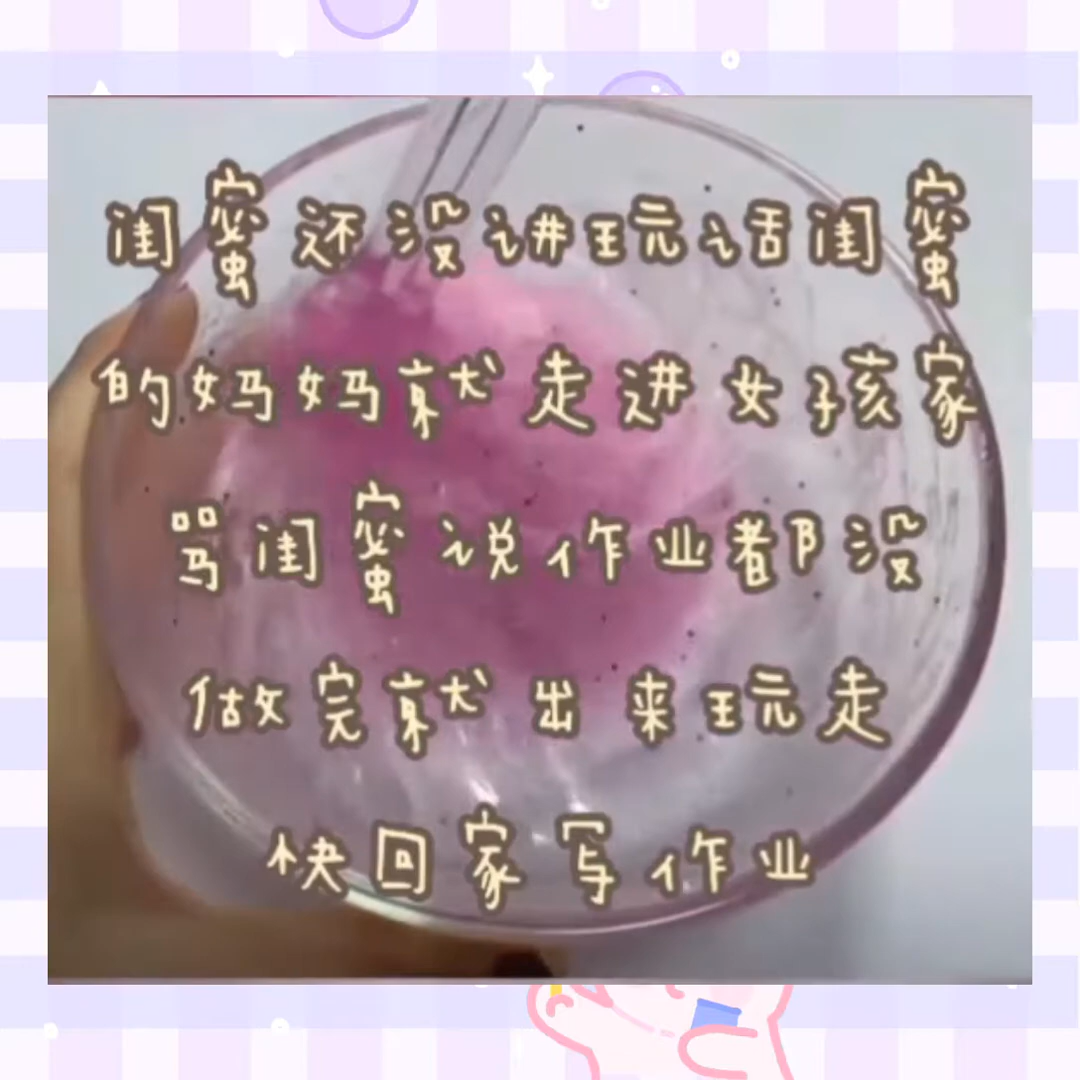 闺蜜还没讲玩话闺蜜
的妈妈就走进女孩家
骂闺蜜说作业都没
做完就出来玩走
快回家写作业